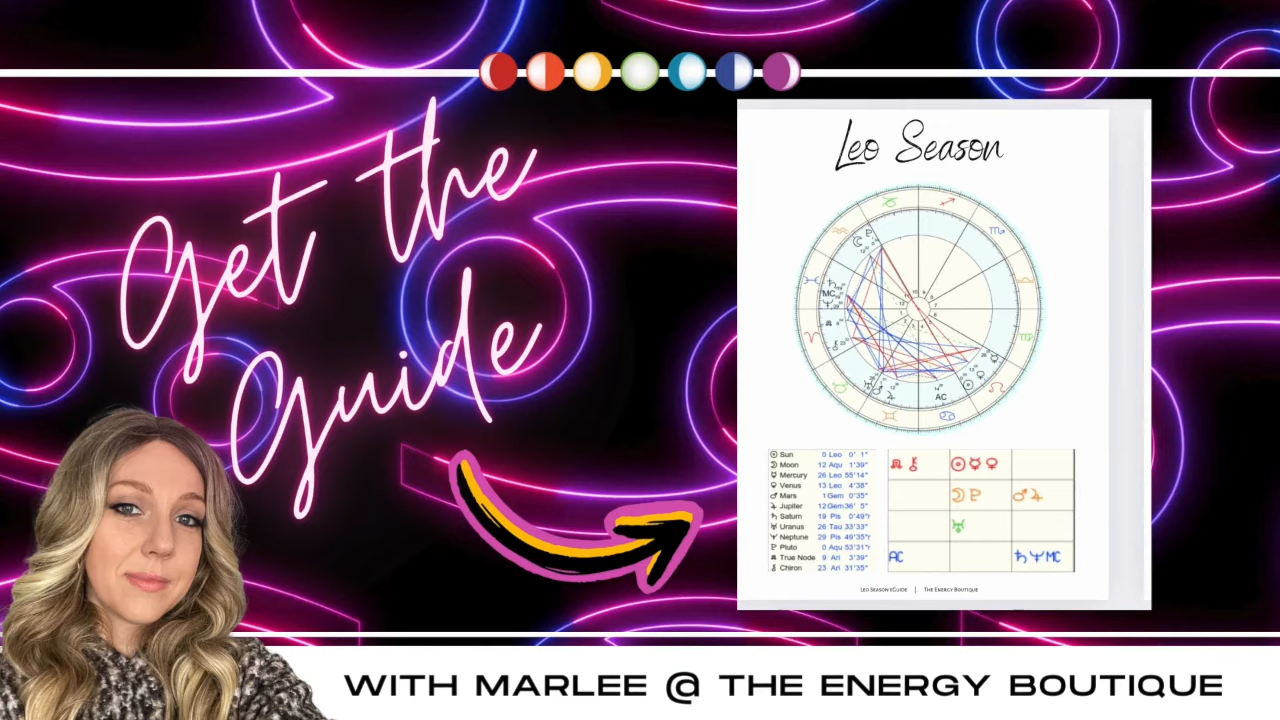 Get the
Guide
Leo Season
MC
AC
☉ Sun 0 Leo 0' 1"
☽ Moon 12 Aqu 1'39"
☿ Mercury 26 Leo 55'14"
♀ Venus 13 Leo 4'38"
♂ Mars 1 Gem 0'35"
♃ Jupiter 12 Gem 36' 5"
♄ Saturn 19 Pis 0'49"r
♅ Uranus 26 Tau 33'33"
♆ Neptune 29 Pis 49'35"r
♇ Pluto 0 Aqu 53'31"r
☊ True Node 9 Ari 3'39"
⚷ Chiron 23 Ari 31'35"
☊ ⚷ ☉ ☿ ♀
☽ ♇ ♂ ♃
♅
AC ♄ ♆ MC
Leo Season eGuide | The Energy Boutique
WITH MARLEE @ THE ENERGY BOUTIQUE